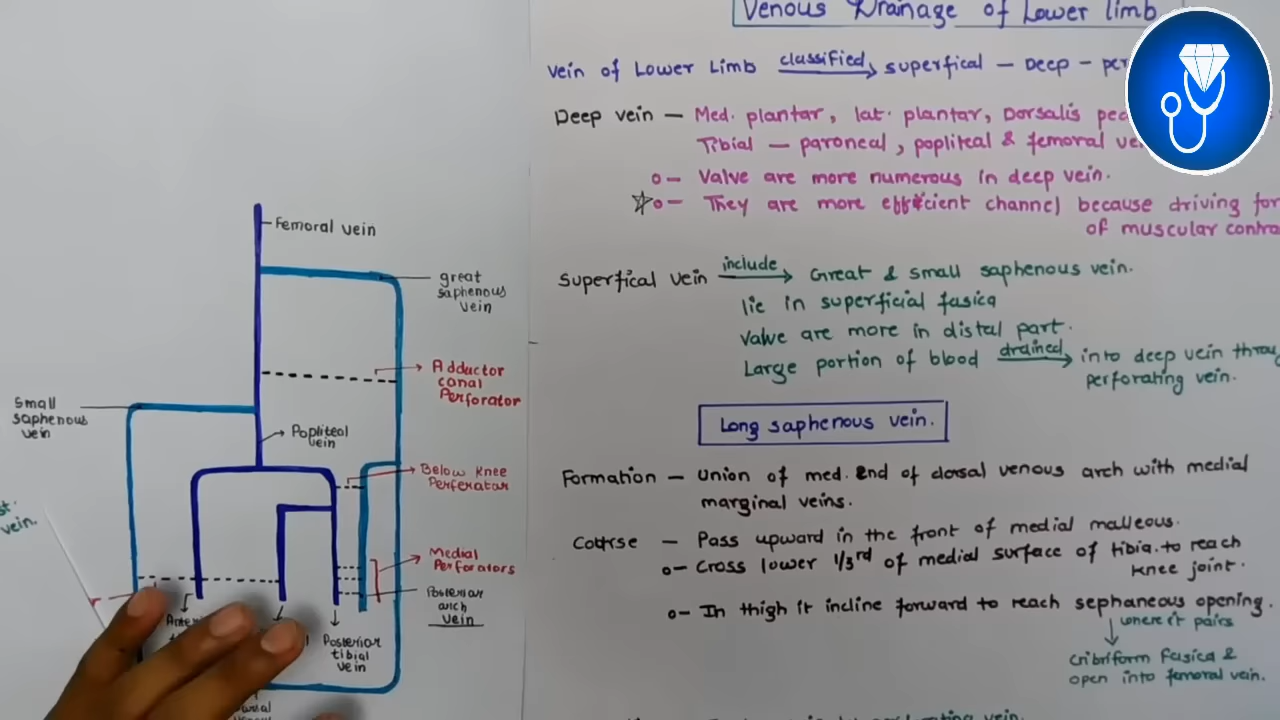 Venous Drainage of Lower limb
vein of Lower Limb classified superfical – Deep –
Deep vein – Med. plantar, lat. plantar, Dorsalis
Tibial – paroneal, popliteal & femoral
o– Valve are more numerous in deep vein.
o– They are more efficient channel because driving
of muscular
superfical vein include Great & small saphenous vein.
lie in superficial fasica
valve are more in distal part.
Large portion of blood drained into deep vein
perforating vein.
Long saphenous vein.
Formation – Union of med. end of dorsal venous arch with medial
marginal veins.
Course – Pass upward in the front of medial malleous.
o– Cross lower 1/3rd of medial surface of tibia. to reach
knee joint.
o– In thigh it incline forward to reach sephaneous opening.
where it pairs
cribriform fasica &
open into femoral vein.
Femoral vein
great
saphenous
vein
Adductor
canal
Perforator
Small
saphenous
vein
Popliteal
vein
Below Knee
Perferator
Medial
Perforators
Posterior
arch
vein
Posterior
tibial
vein
vein.
vein.